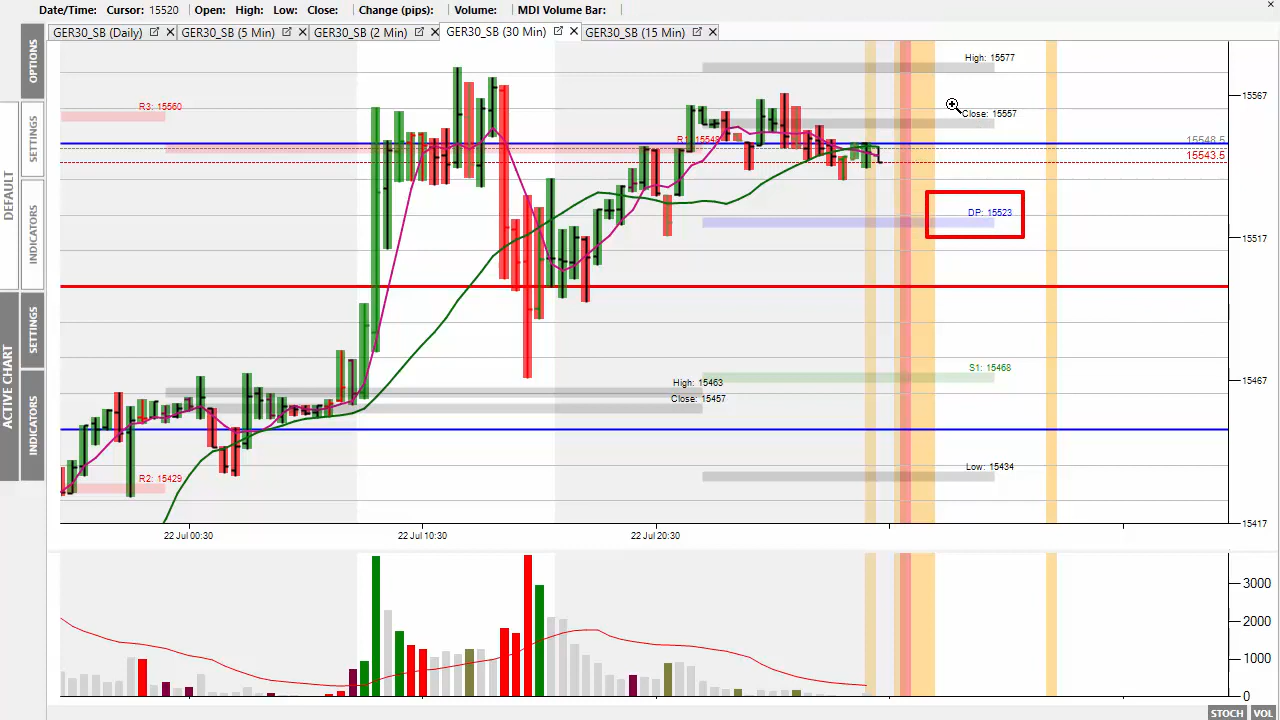 Date/Time: Cursor: 15520 Open: High: Low: Close: Change (pips): Volume: MDI Volume Bar:
GER30_SB (Daily) GER30_SB (5 Min) GER30_SB (2 Min) GER30_SB (30 Min) GER30_SB (15 Min)
OPTIONS
SETTINGS
DEFAULT
INDICATORS
SETTINGS
ACTIVE CHART
INDICATORS
High: 15577
15567
R3: 15560
Close: 15557
R1: 15549
15548.5
15543.5
DP: 15523
15517
S1: 15468
High: 15463
15467
Close: 15457
Low: 15434
R2: 15429
15417
22 Jul 00:30 22 Jul 10:30 22 Jul 20:30
3000
2000
1000
0
STOCH VOL